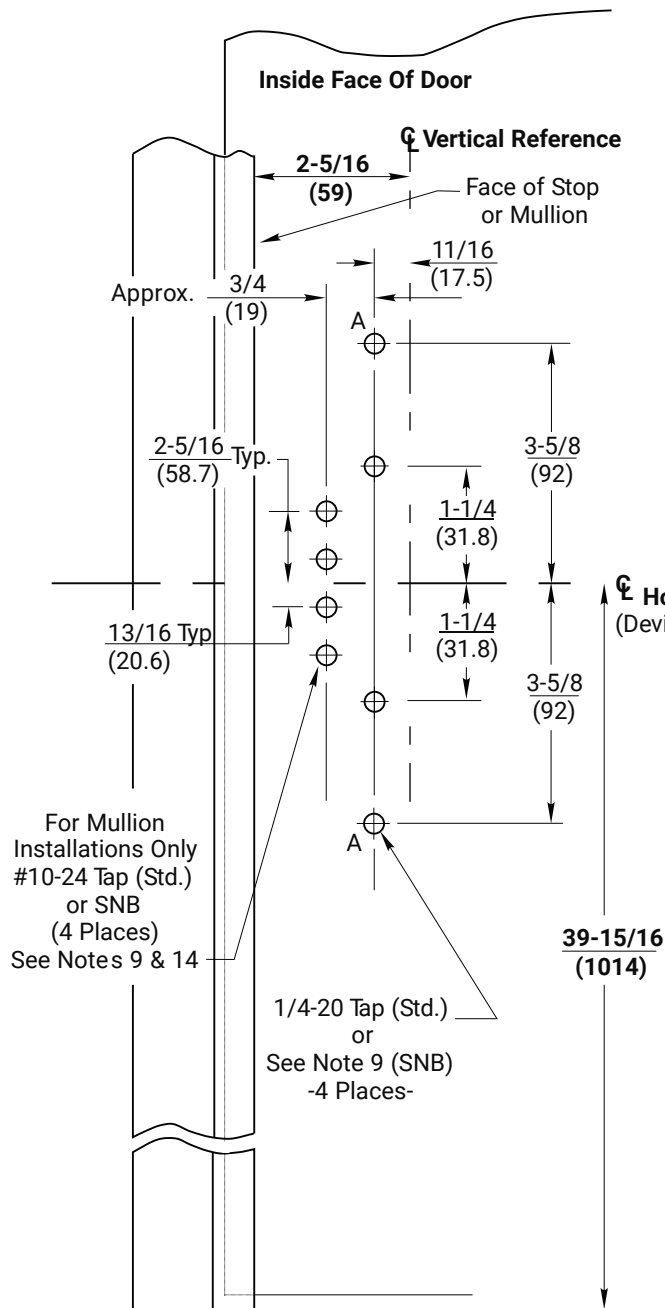 Inside Face Of Door
℄ Vertical Reference
2-5/16
(59)
Face of Stop
or Mullion
11/16
(17.5)
Approx.
3/4
(19)
A
2-5/16 Typ.
(58.7)
3-5/8
(92)
1-1/4
(31.8)
℄ Ho
(Devi
13/16 Typ
(20.6)
1-1/4
(31.8)
3-5/8
(92)
A
For Mullion
Installations Only
#10-24 Tap (Std.)
or SNB
(4 Places)
See Notes 9 & 14
39-15/16
(1014)
1/4-20 Tap (Std.)
or
See Note 9 (SNB)
-4 Places-